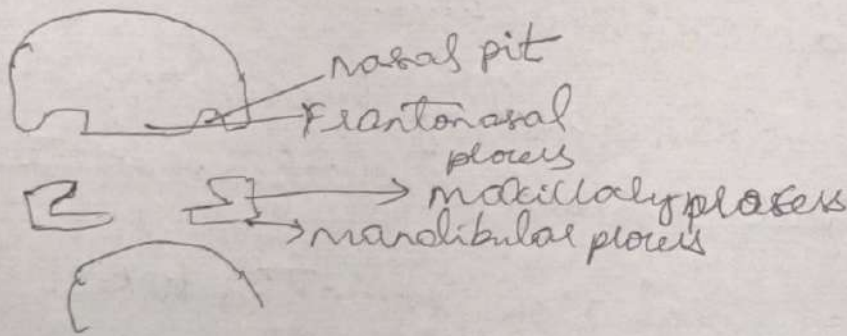 nasal pit
Frantonasal
process
maxillary process
mandibular process